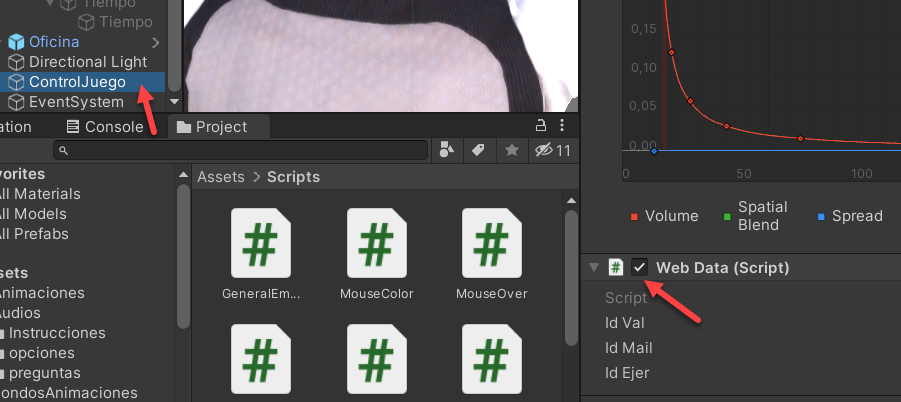 Tiempo
Tiempo
Oficina
Directional Light
ControlJuego
EventSystem
ation
Console
Project
11
vorites
All Materials
All Models
All Prefabs
sets
Animaciones
Audios
Instrucciones
opciones
preguntas
ondosAnimaciones
Assets > Scripts
GeneralEm...
MouseColor
MouseOver
0,15
0,10
0,05
0,00
0
50
100
Volume
Spatial
Blend
Spread
Web Data (Script)
Script
Id Val
Id Mail
Id Ejer